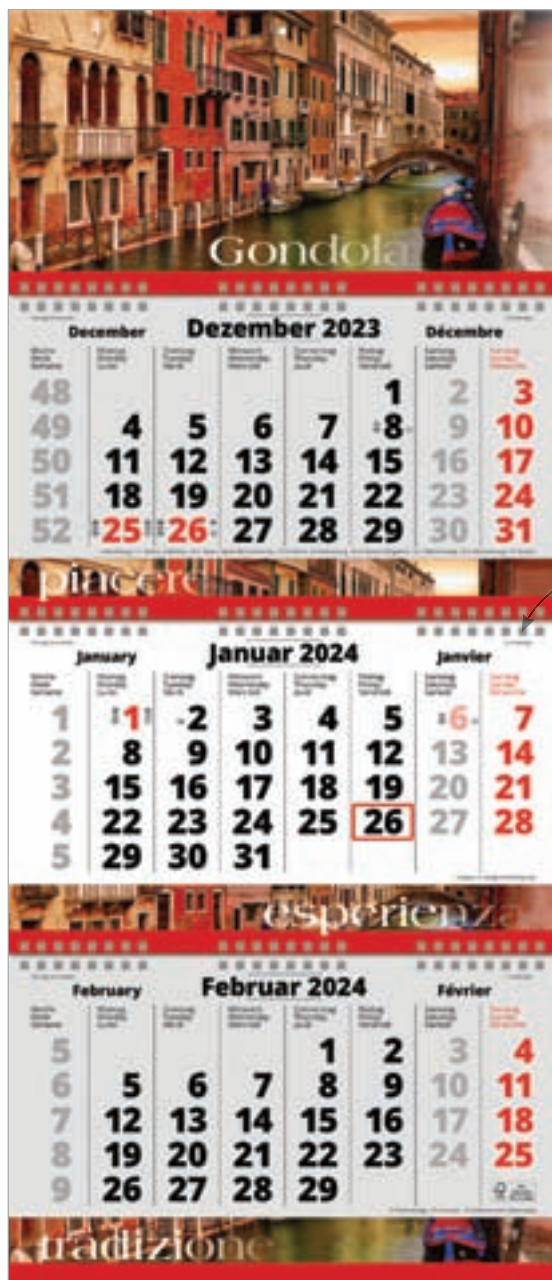 Gondola
December Dezember 2023 Décembre
48 1 2 3
49 4 5 6 7 8 9 10
50 11 12 13 14 15 16 17
51 18 19 20 21 22 23 24
52 25 26 27 28 29 30 31
piacere
January Januar 2024 Janvier
1 1 2 3 4 5 6 7
2 8 9 10 11 12 13 14
3 15 16 17 18 19 20 21
4 22 23 24 25 26 27 28
5 29 30 31
esperienza
February Februar 2024 Février
5 1 2 3 4
6 5 6 7 8 9 10 11
7 12 13 14 15 16 17 18
8 19 20 21 22 23 24 25
9 26 27 28 29
tradizione